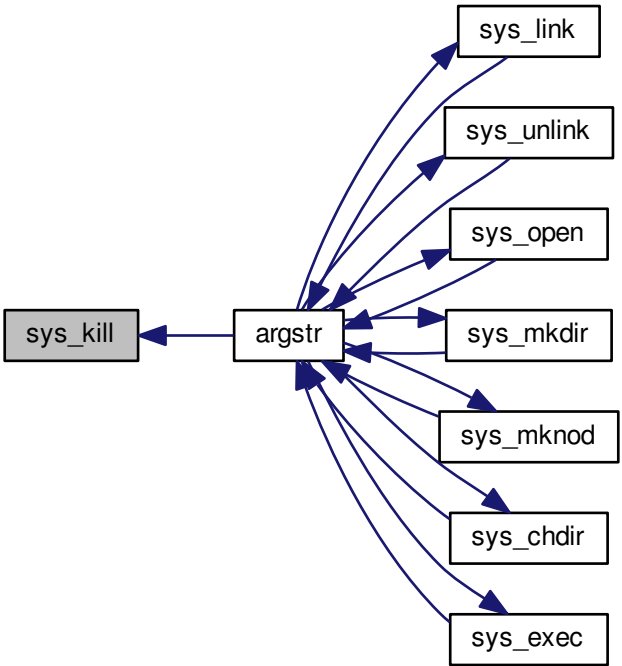 sys_link
sys_unlink
sys_open
sys_kill
argstr
sys_mkdir
sys_mknod
sys_chdir
sys_exec